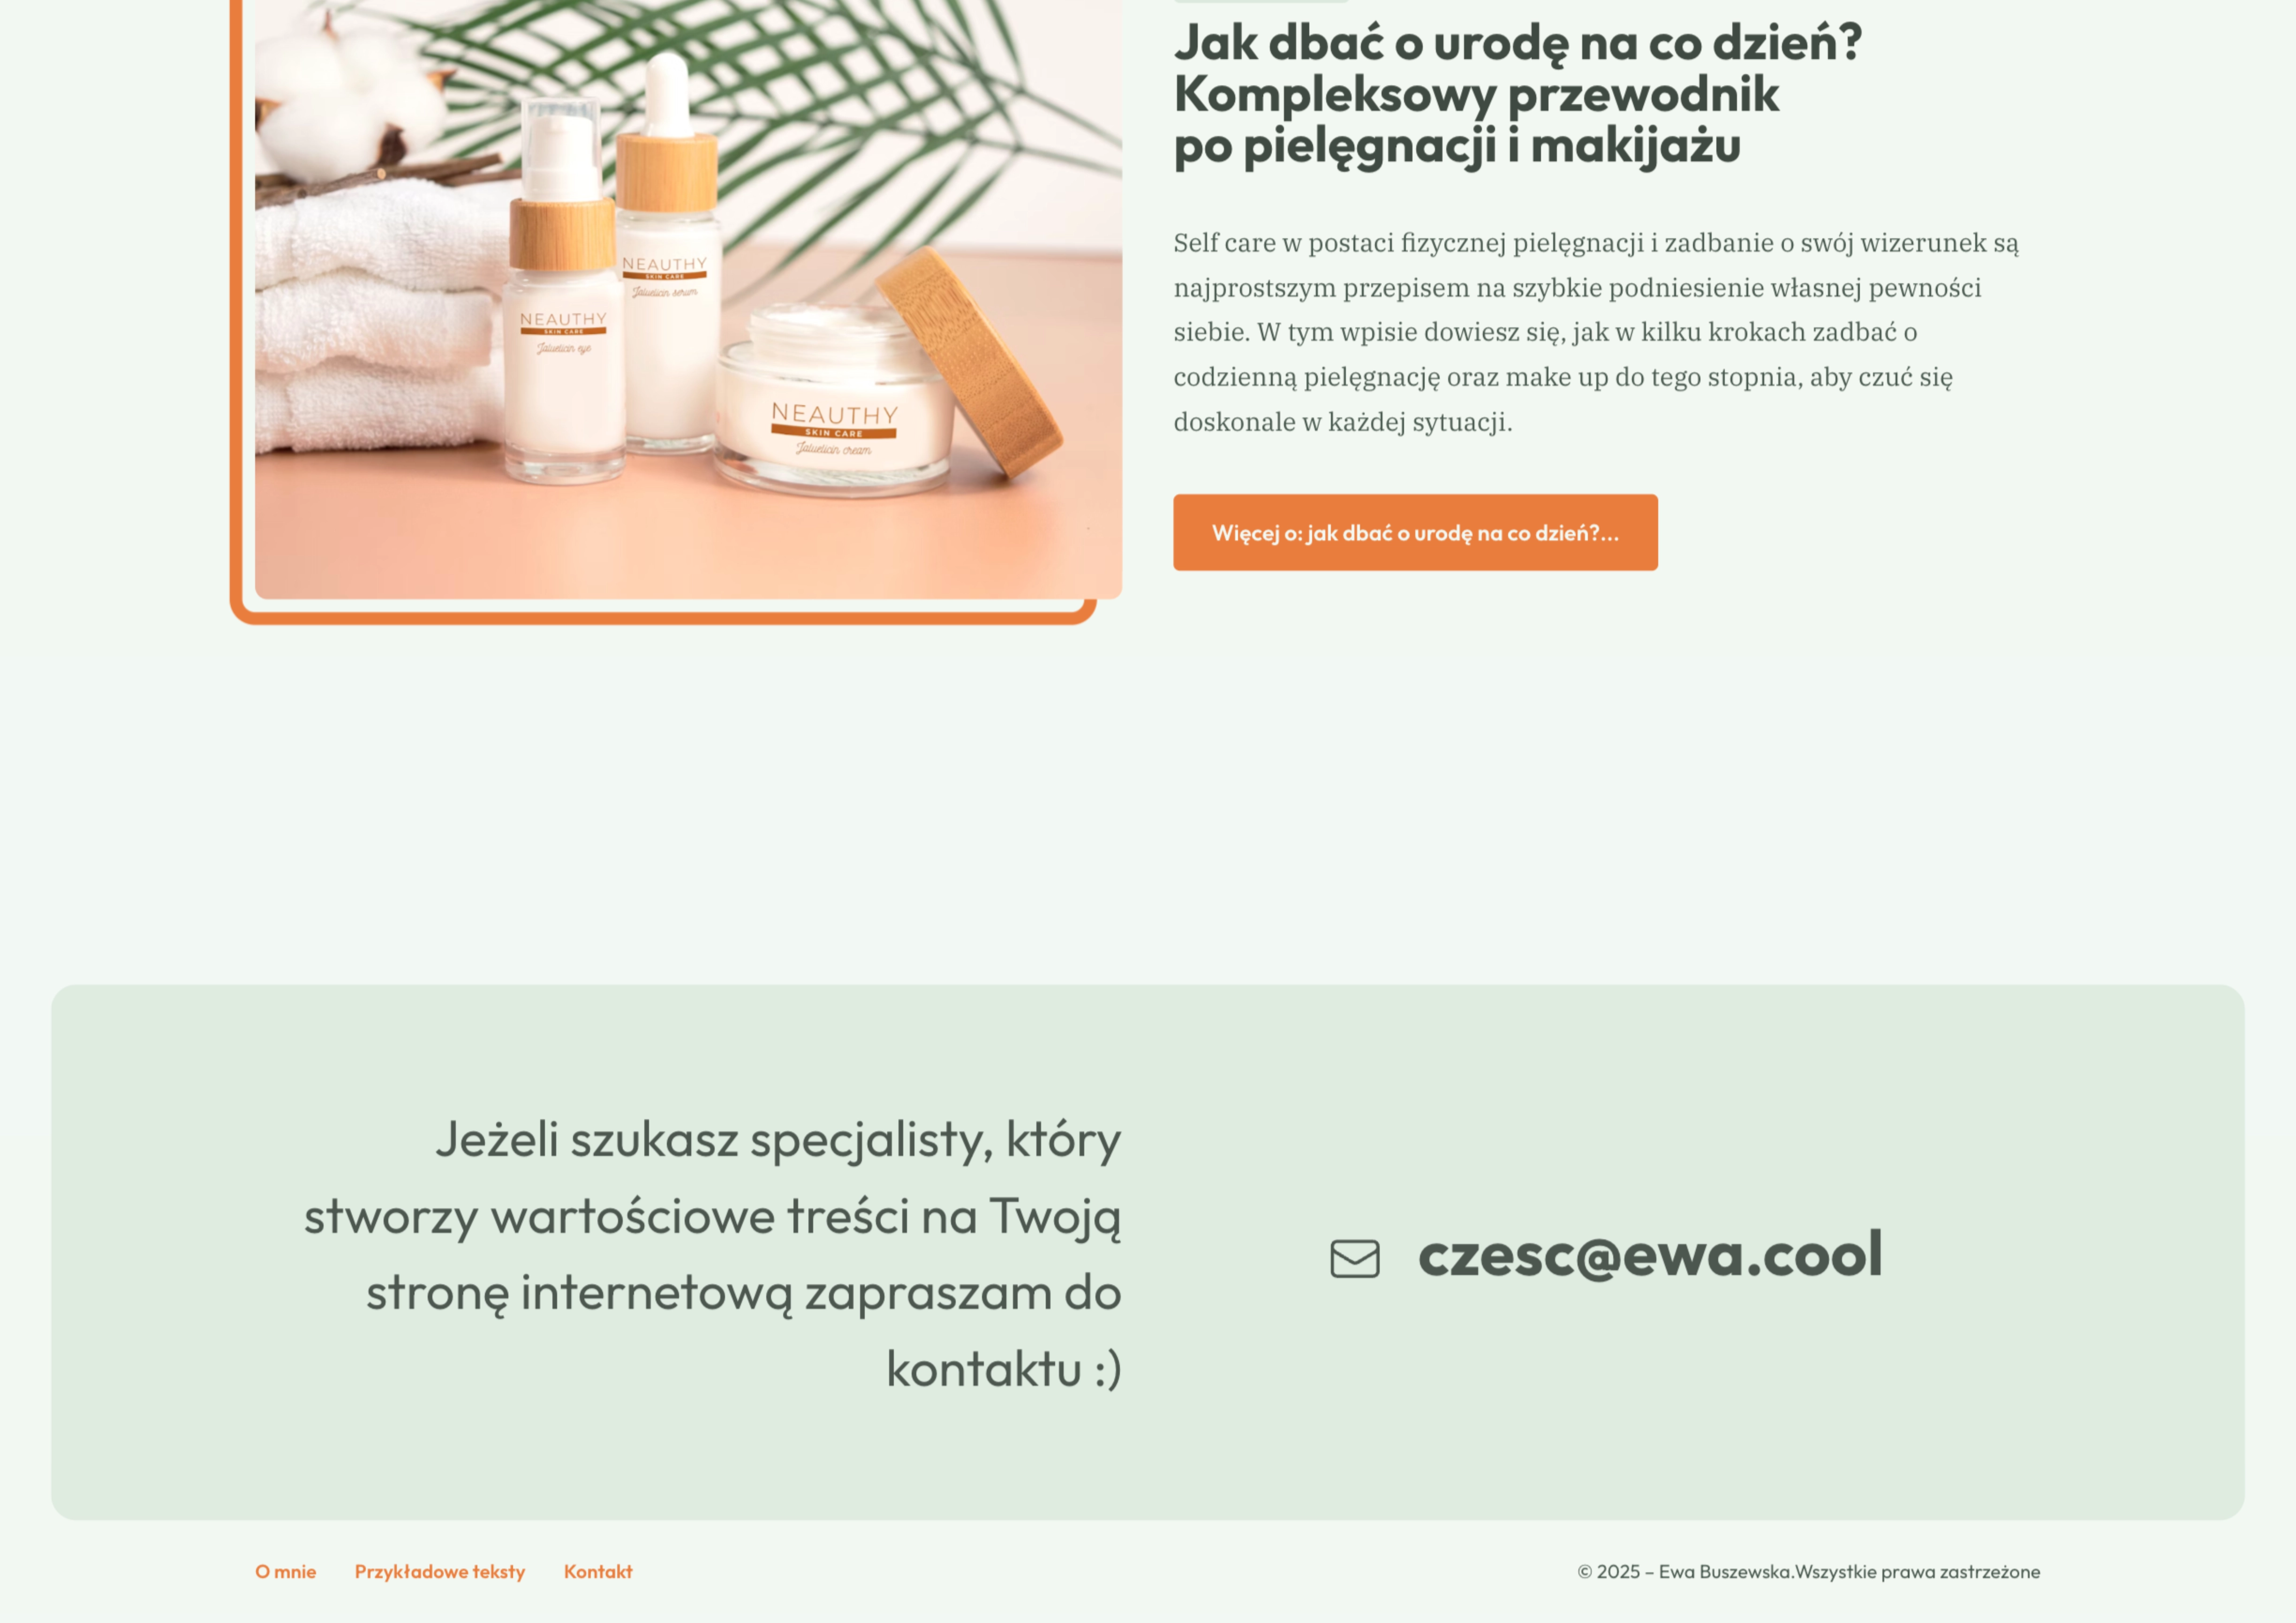 Jak dbać o urodę na co dzień?
Kompleksowy przewodnik
po pielęgnacji i makijażu
Self care w postaci fizycznej pielęgnacji i zadbanie o swój wizerunek są
najprostszym przepisem na szybkie podniesienie własnej pewności
siebie. W tym wpisie dowiesz się, jak w kilku krokach zadbać o
codzienną pielęgnację oraz make up do tego stopnia, aby czuć się
doskonale w każdej sytuacji.
Więcej o: jak dbać o urodę na co dzień?...
NEAUTHY
SKIN CARE
serum
NEAUTHY
SKIN CARE
eye
NEAUTHY
SKIN CARE
cream
Jeżeli szukasz specjalisty, który
stworzy wartościowe treści na Twoją
stronę internetową zapraszam do
kontaktu :)
czesc@ewa.cool
O mnie
Przykładowe teksty
Kontakt
© 2025 – Ewa Buszewska.Wszystkie prawa zastrzeżone